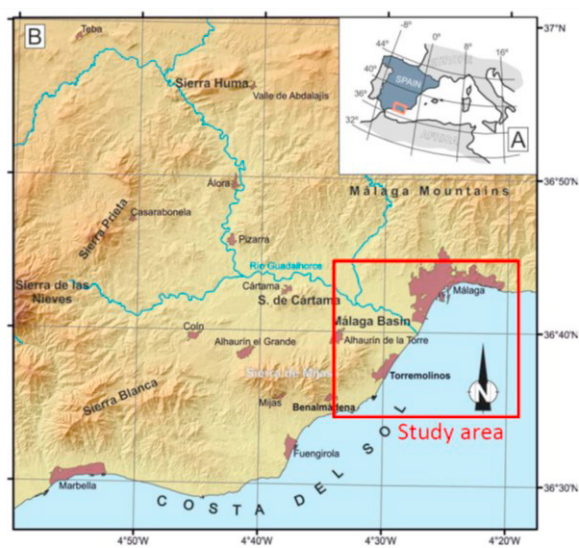 B
Teba
-8°
0°
8°
16°
44°
40°
36°
32°
EUROPE
SPAIN
AFRICA
A
37°N
Sierra Huma
Valle de Abdalajís
Álora
Málaga Mountains
36°50'N
Casarabonela
Sierra Prieta
Pizarra
Río Guadalhorce
Sierra de las
Nieves
Cártama
S. de Cártama
Málaga
Málaga Basin
36°40'N
Coín
Alhaurín el Grande
Alhaurín de la Torre
Sierra de Mijas
Torremolinos
N
Sierra Blanca
Mijas
Benalmadena
Study area
Fuengirola
Marbella
COSTA DEL SOL
36°30'N
4°50'W
4°40'W
4°30'W
4°20'W